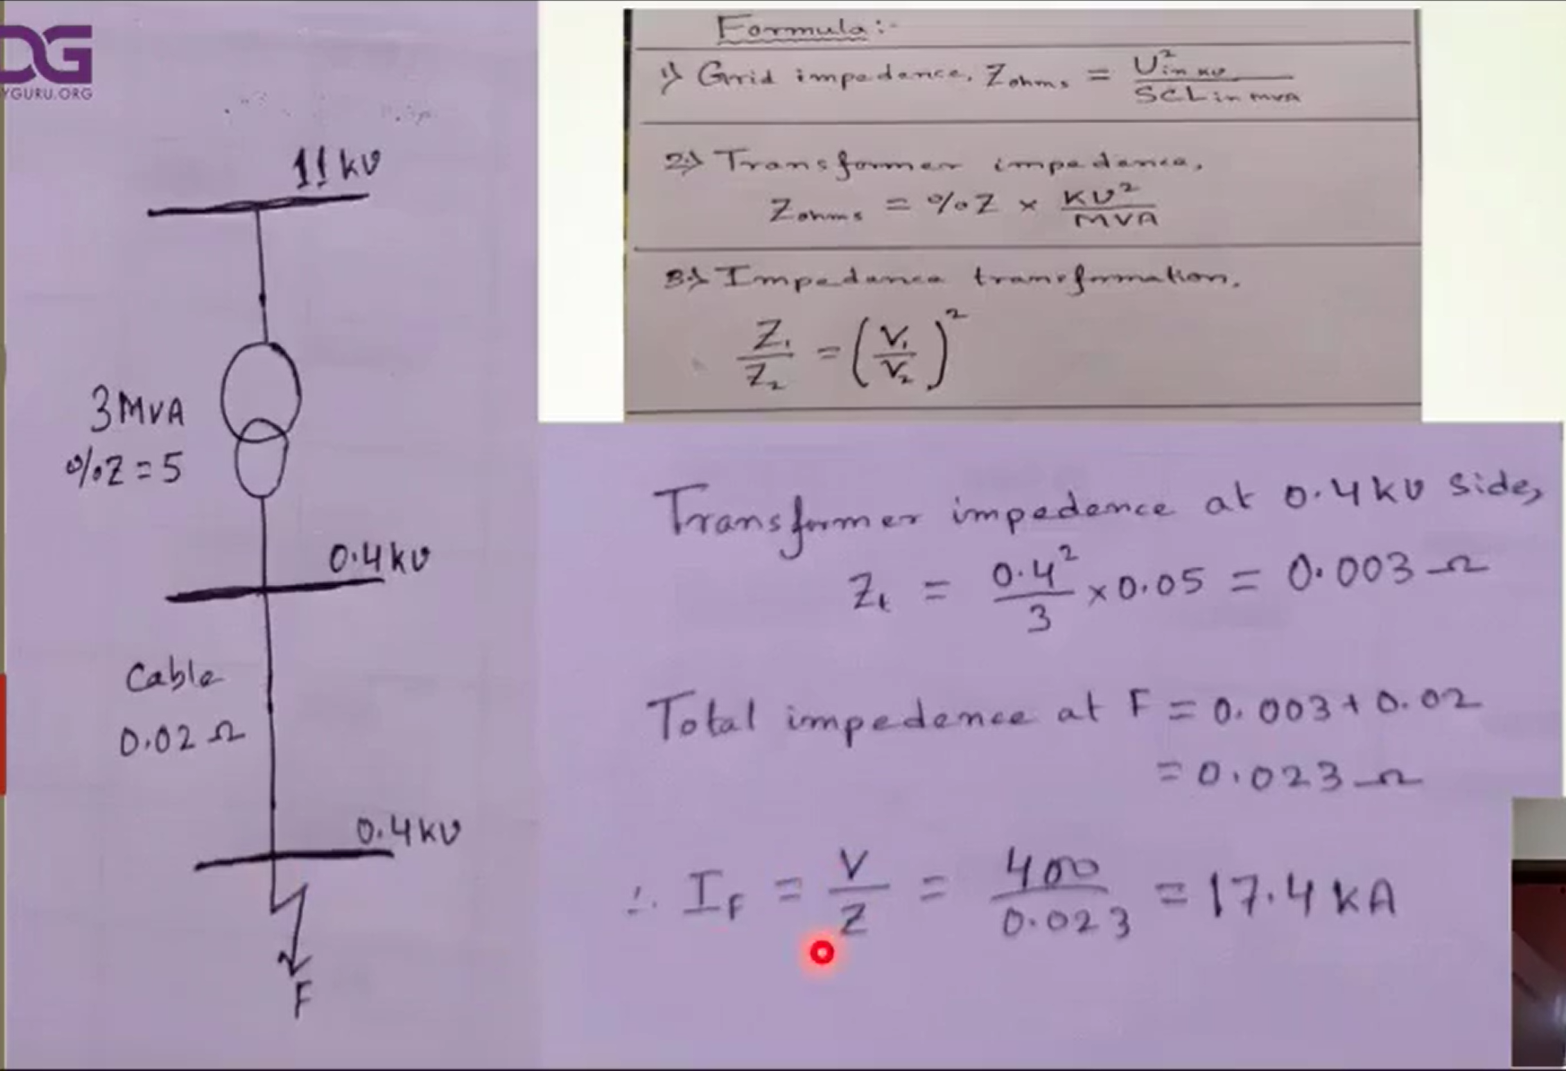 DG
YGURU.ORG
11 kv
3 MVA
%Z = 5
0.4 kv
Cable
0.02 Ω
0.4 kv
F
Formula:-
1) Grid impedance, Zohms = U²in kv / SCL in mva
2) Transformer impedance,
Zohms = %Z × KV² / MVA
3) Impedance transformation,
Z₁/Z₂ = (V₁/V₂)²
Transformer impedence at 0.4 kv side,
Zt = 0.4²/3 × 0.05 = 0.003 Ω
Total impedence at F = 0.003 + 0.02
= 0.023 Ω
∴ IF = V/Z = 400/0.023 = 17.4 kA